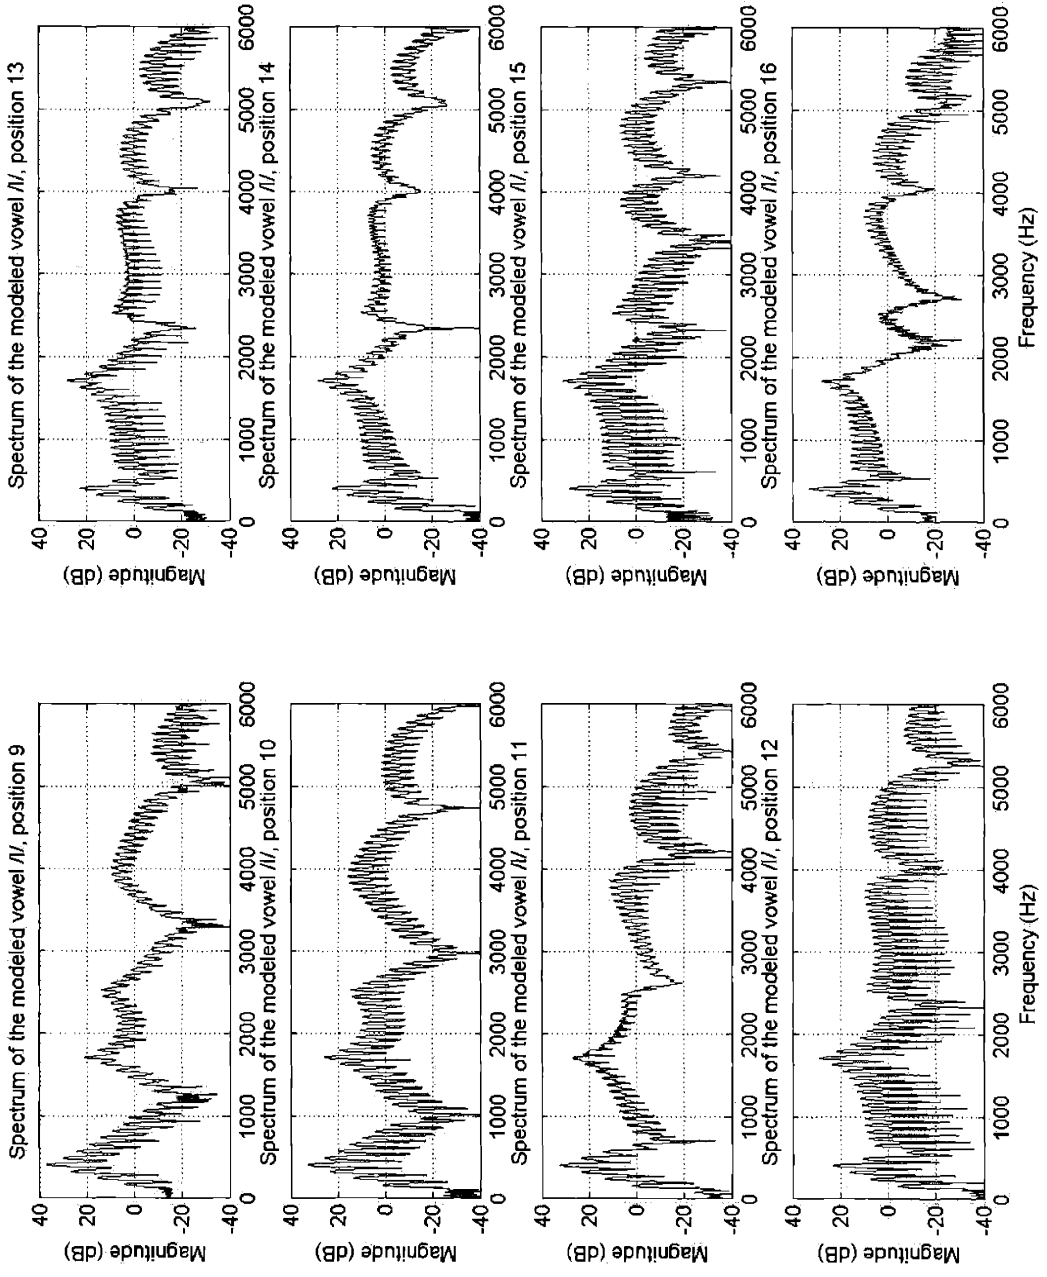 Spectrum of the modeled vowel /I/, position 9
Magnitude (dB)
40
20
0
-20
-40
0 1000 2000 3000 4000 5000 6000
Spectrum of the modeled vowel /I/, position 10
Magnitude (dB)
40
20
0
-20
-40
0 1000 2000 3000 4000 5000 6000
Spectrum of the modeled vowel /I/, position 11
Magnitude (dB)
40
20
0
-20
-40
0 1000 2000 3000 4000 5000 6000
Spectrum of the modeled vowel /I/, position 12
Magnitude (dB)
40
20
0
-20
-40
0 1000 2000 3000 4000 5000 6000
Frequency (Hz)
Spectrum of the modeled vowel /I/, position 13
Magnitude (dB)
40
20
0
-20
-40
0 1000 2000 3000 4000 5000 6000
Spectrum of the modeled vowel /I/, position 14
Magnitude (dB)
40
20
0
-20
-40
0 1000 2000 3000 4000 5000 6000
Spectrum of the modeled vowel /I/, position 15
Magnitude (dB)
40
20
0
-20
-40
0 1000 2000 3000 4000 5000 6000
Spectrum of the modeled vowel /I/, position 16
Magnitude (dB)
40
20
0
-20
-40
0 1000 2000 3000 4000 5000 6000
Frequency (Hz)